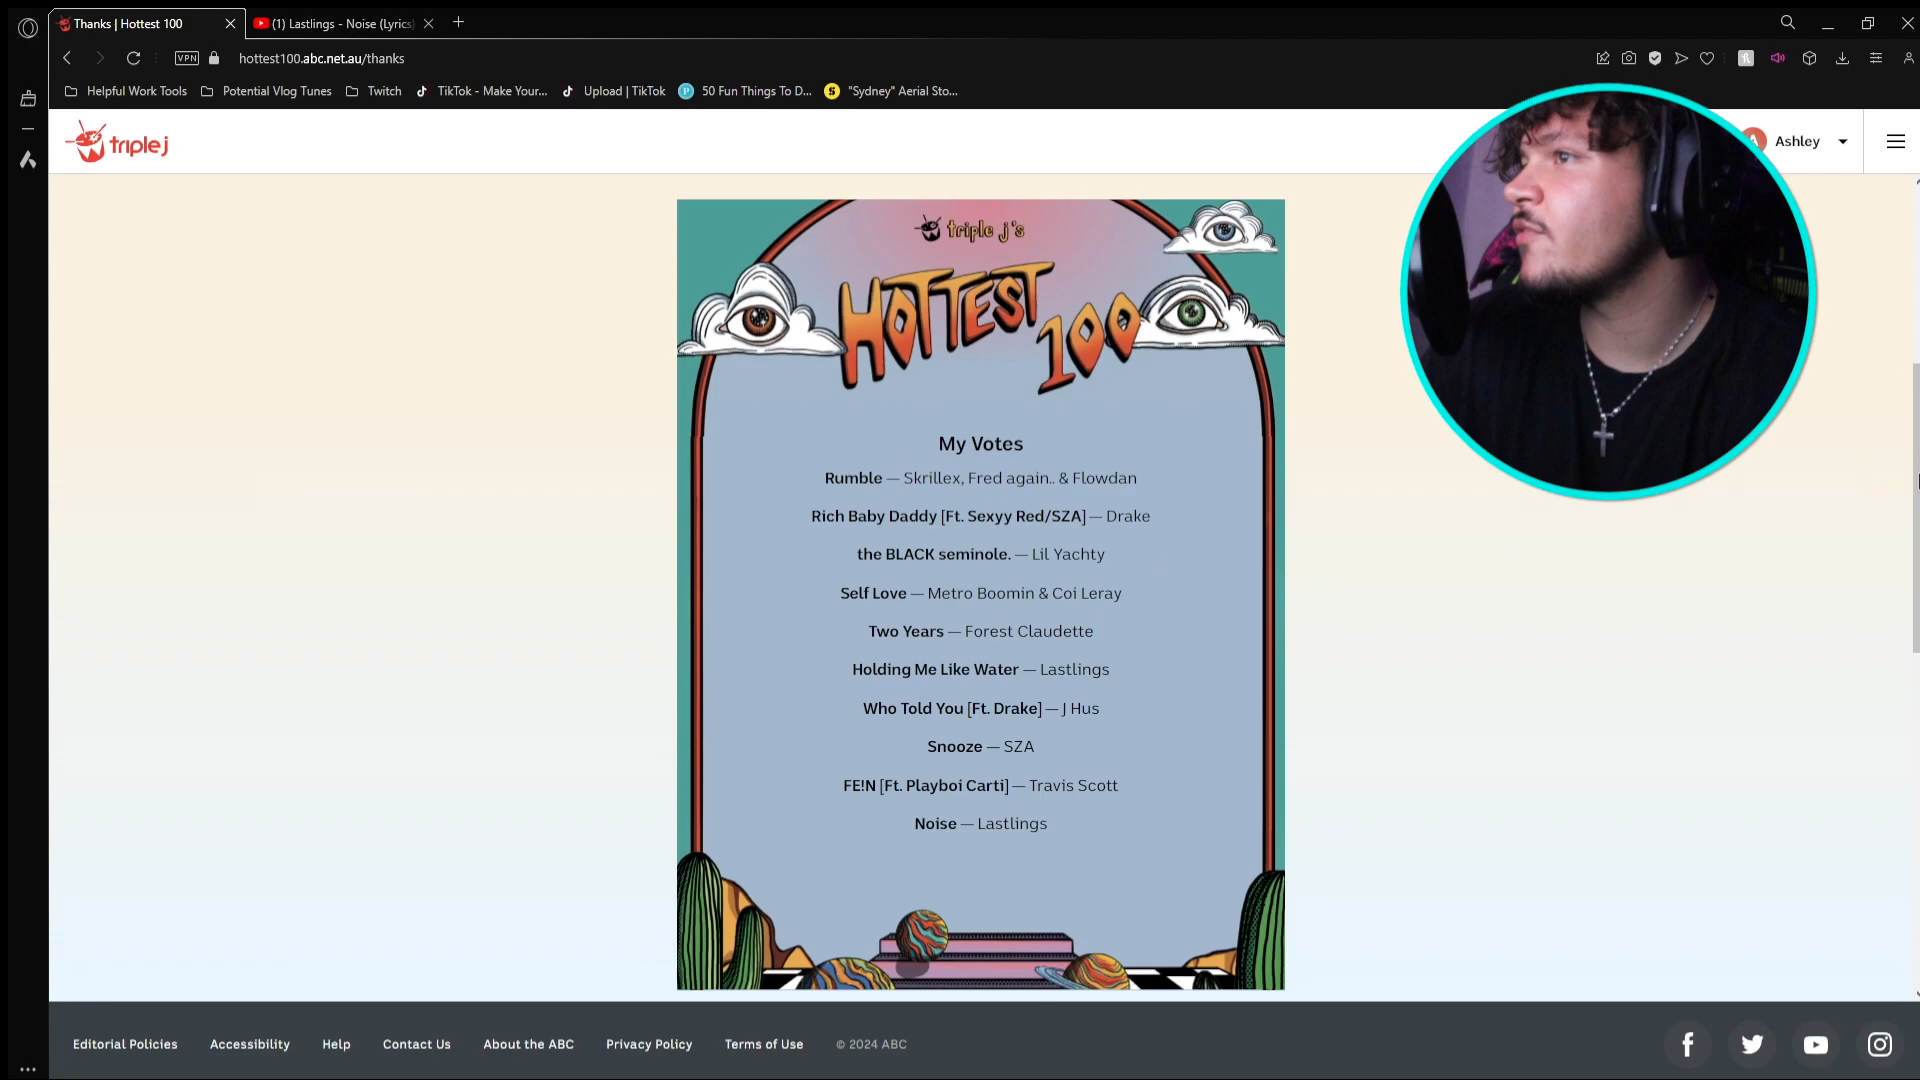 Thanks | Hottest 100
(1) Lastlings - Noise (Lyrics)
VPN
hottest100.abc.net.au/thanks
Helpful Work Tools
Potential Vlog Tunes
Twitch
TikTok - Make Your...
Upload | TikTok
50 Fun Things To D...
"Sydney" Aerial Sto...
triple j
Ashley
triple j's
HOTTEST
100
My Votes
Rumble — Skrillex, Fred again.. & Flowdan
Rich Baby Daddy [Ft. Sexyy Red/SZA] — Drake
the BLACK seminole. — Lil Yachty
Self Love — Metro Boomin & Coi Leray
Two Years — Forest Claudette
Holding Me Like Water — Lastlings
Who Told You [Ft. Drake] — J Hus
Snooze — SZA
FE!N [Ft. Playboi Carti] — Travis Scott
Noise — Lastlings
Editorial Policies
Accessibility
Help
Contact Us
About the ABC
Privacy Policy
Terms of Use
© 2024 ABC